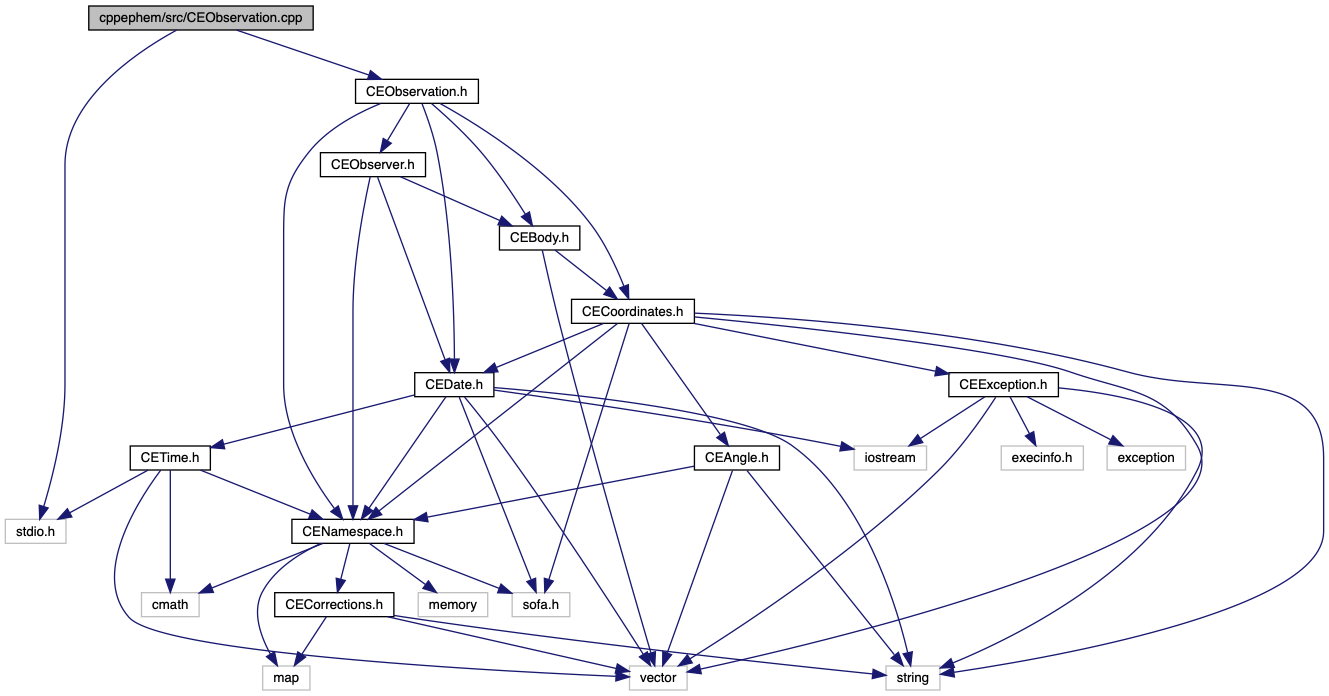 cppephem/src/CEObservation.cpp
CEObservation.h
CEObserver.h
CEBody.h
CECoordinates.h
CEDate.h
CEException.h
CETime.h
CEAngle.h
iostream
execinfo.h
exception
stdio.h
CENamespace.h
cmath
CECorrections.h
memory
sofa.h
map
vector
string